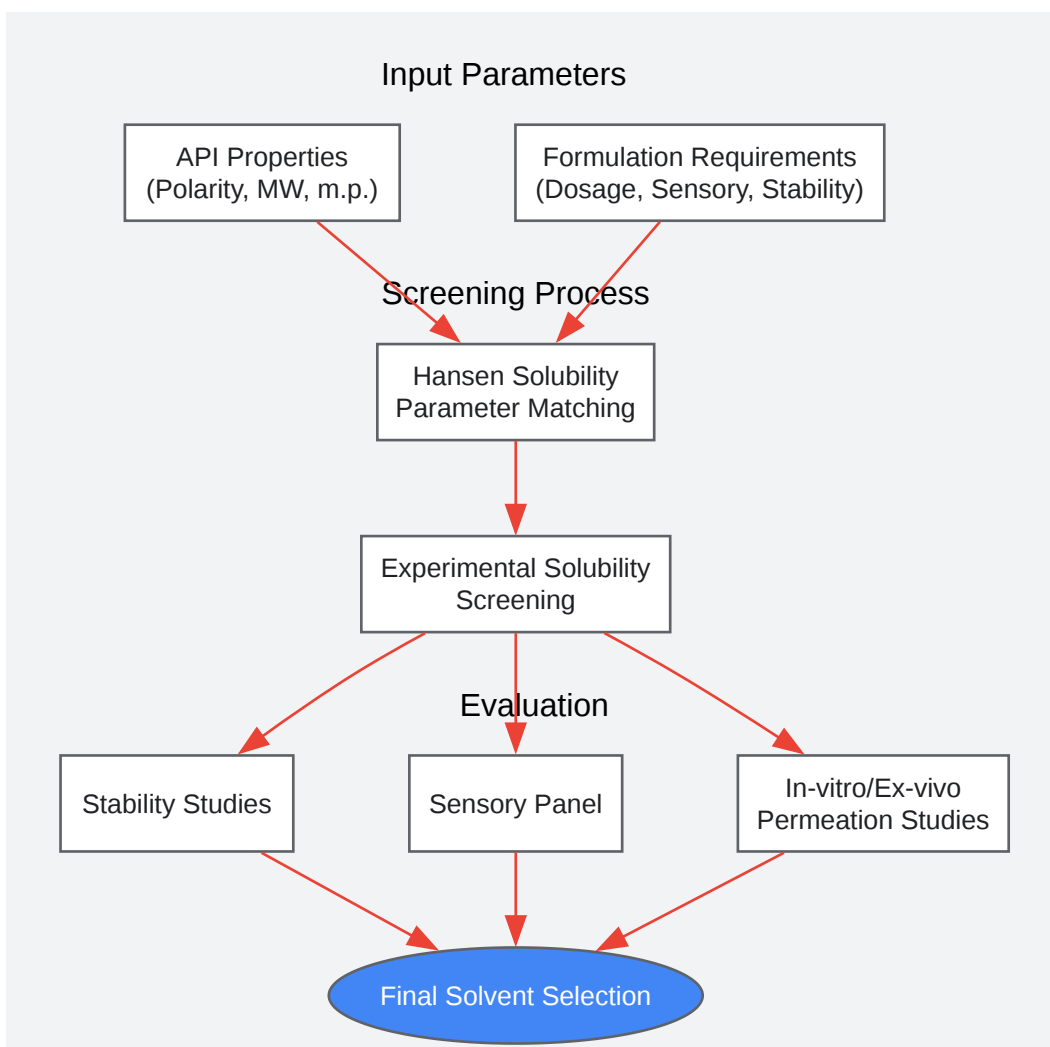 Input Parameters
API Properties
(Polarity, MW, m.p.)
Formulation Requirements
(Dosage, Sensory, Stability)
Screening Process
Hansen Solubility
Parameter Matching
Experimental Solubility
Screening
Evaluation
Stability Studies
Sensory Panel
In-vitro/Ex-vivo
Permeation Studies
Final Solvent Selection